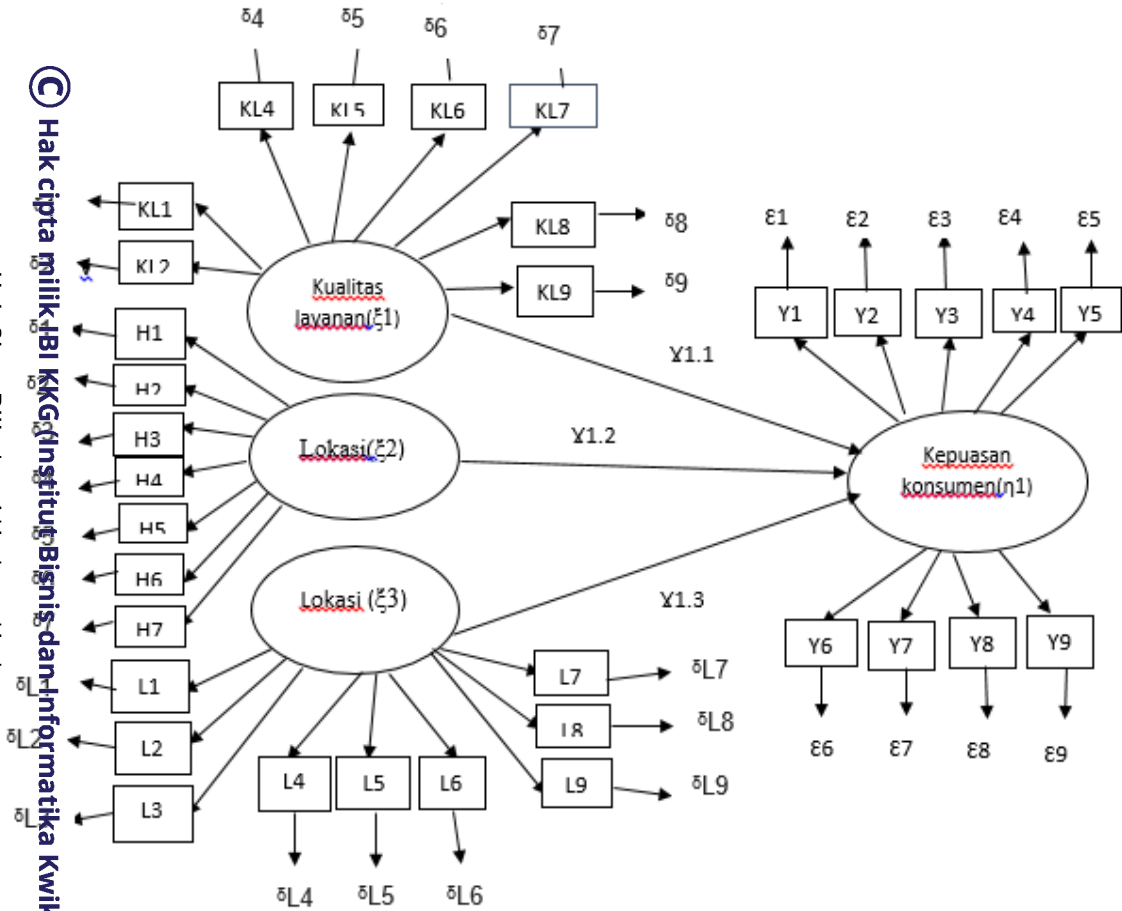 δ4
δ5
δ6
δ7
KL4
KL5
KL6
KL7
KL1
KL2
KL8
δ8
KL9
δ9
Kualitas
layanan(ξ1)
H1
H2
H3
H4
H5
H6
H7
Lokasi(ξ2)
Lokasi (ξ3)
L1
L2
L3
δL2
L4
L5
L6
δL4
δL5
δL6
L7
δL7
L8
δL8
L9
δL9
ɣ1.1
ɣ1.2
ɣ1.3
ε1
ε2
ε3
ε4
ε5
Y1
Y2
Y3
Y4
Y5
Kepuasan
konsumen(η1)
Y6
Y7
Y8
Y9
ε6
ε7
ε8
ε9
© Hak cipta milik IBI KKG (Institut Bisnis dan Informatika Kwik